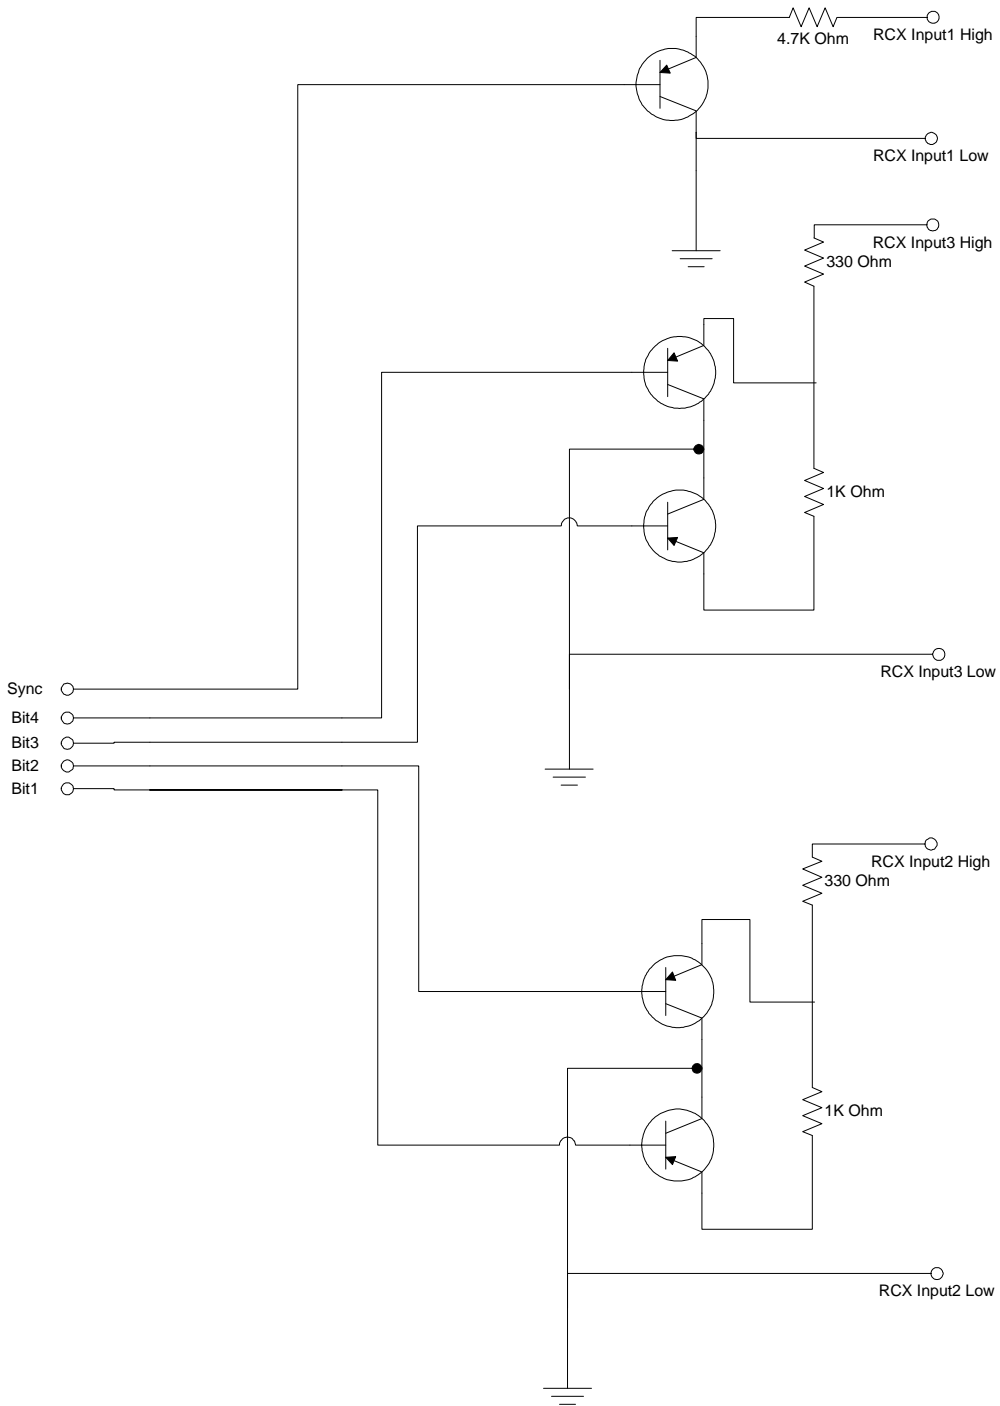 4.7K Ohm
RCX Input1 High
RCX Input1 Low
RCX Input3 High
330 Ohm
1K Ohm
RCX Input3 Low
Sync
Bit4
Bit3
Bit2
Bit1
RCX Input2 High
330 Ohm
1K Ohm
RCX Input2 Low